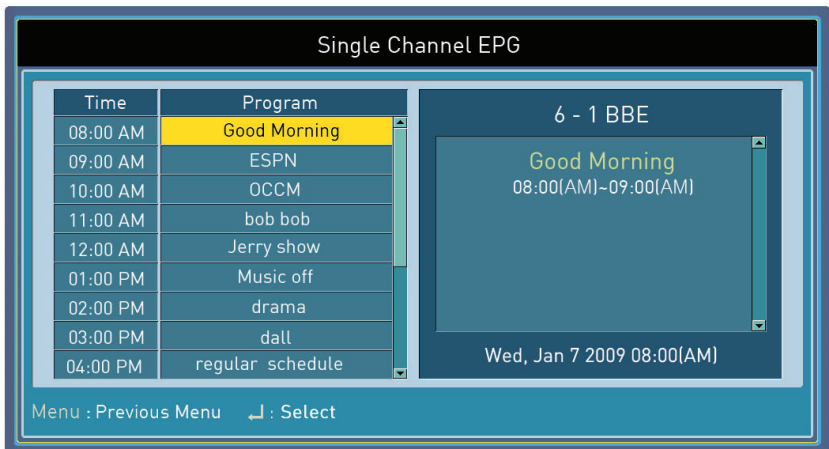 Single Channel EPG
Time Program
08:00 AM Good Morning
09:00 AM ESPN
10:00 AM OCCM
11:00 AM bob bob
12:00 AM Jerry show
01:00 PM Music off
02:00 PM drama
03:00 PM dall
04:00 PM regular schedule
6 - 1 BBE
Good Morning
08:00(AM)~09:00(AM)
Wed, Jan 7 2009 08:00(AM)
Menu : Previous Menu ↵ : Select